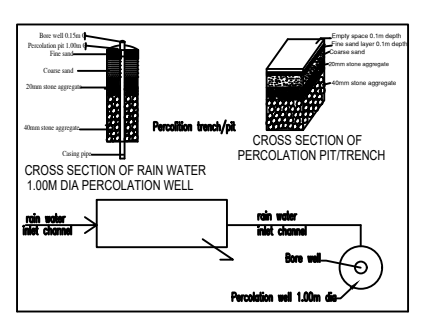 Bore well 0.15m
Percolation pit 1.00m
Fine sand
Coarse sand
20mm stone aggregate
40mm stone aggregate
Casing pipe
Percolition trench/pit
CROSS SECTION OF RAIN WATER
1.00M DIA PERCOLATION WELL
Empty space 0.1m depth
Fine sand layer 0.1m depth
Coarse sand
20mm stone aggregate
40mm stone aggregate
CROSS SECTION OF
PERCOLATION PIT/TRENCH
rain water
inlet channel
rain water
inlet channel
Bore well
Percolation well 1.00m dia